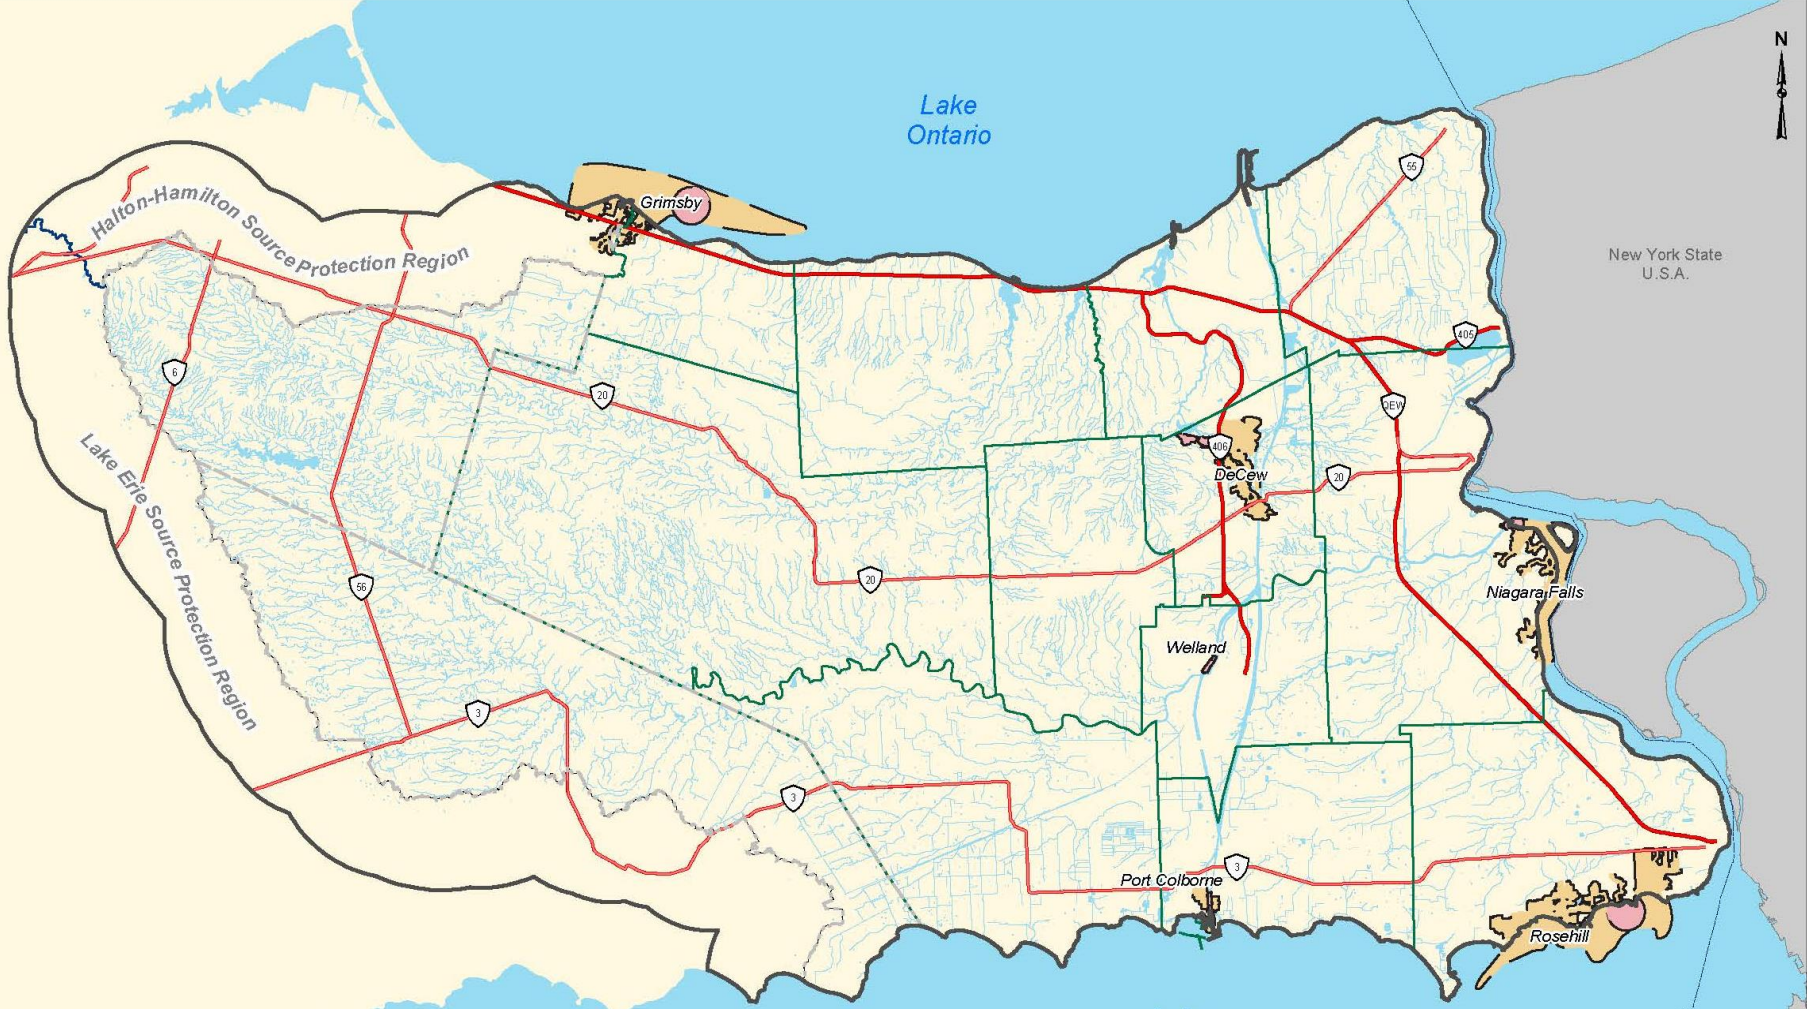 N
Lake
Ontario
55
Grimsby
Halton-Hamilton Source Protection Region
New York State
U.S.A.
405
6
20
QEW
406
DeCew
20
Lake Erie Source Protection Region
20
56
Niagara Falls
Welland
3
3
3
Port Colborne
Rosehill